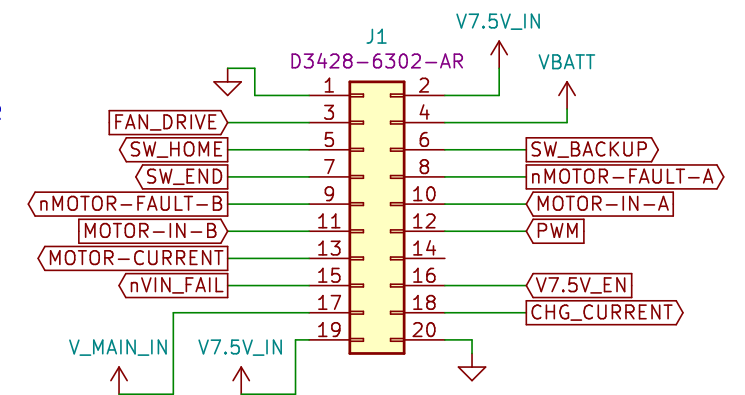 V7.5V_IN
J1
D3428-6302-AR
VBATT
1 2
FAN_DRIVE 3 4
SW_HOME 5 6 SW_BACKUP
SW_END 7 8 nMOTOR-FAULT-A
nMOTOR-FAULT-B 9 10 MOTOR-IN-A
MOTOR-IN-B 11 12 PWM
MOTOR-CURRENT 13 14
nVIN_FAIL 15 16 V7.5V_EN
17 18 CHG_CURRENT
19 20
V_MAIN_IN V7.5V_IN